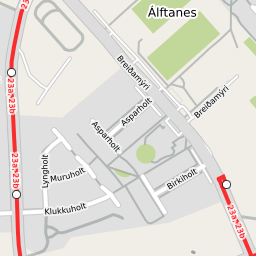 23a, 23b
Álftanes
Breiðamýri
Breiðamýri
Asparholt
Asparholt
23a, 23b
Lyngholt
Muruholt
Birkiholt
Klukkuholt
23a, 23b